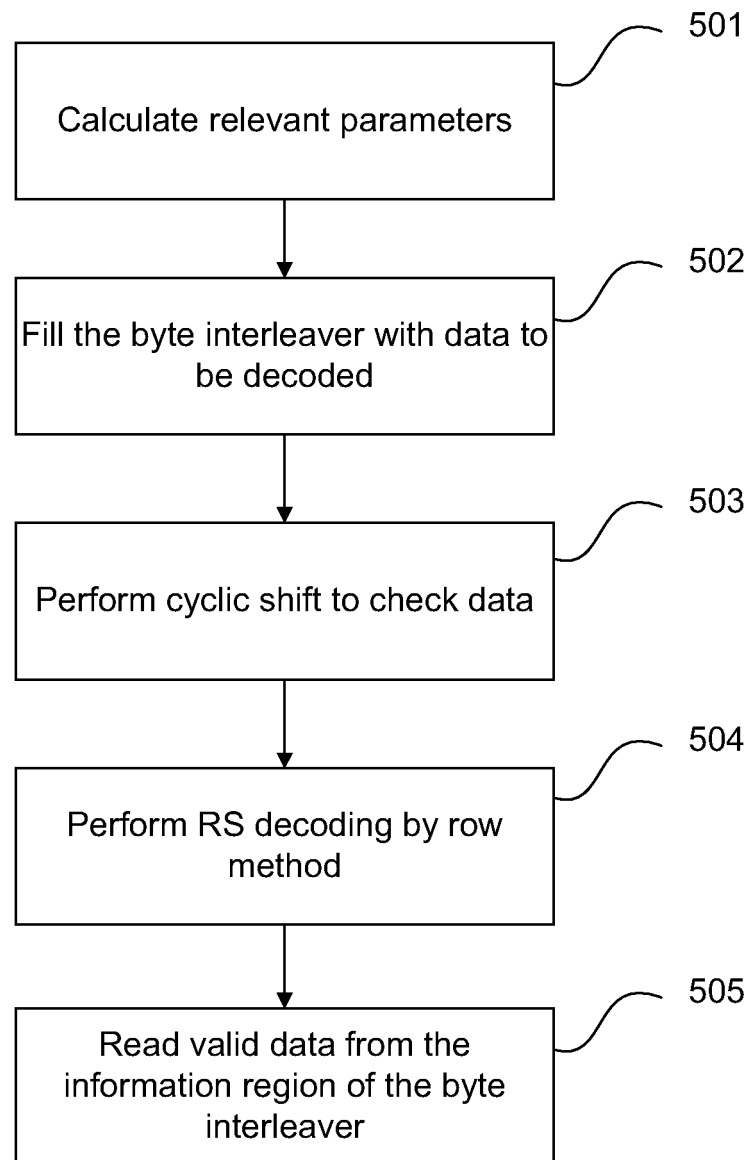 501
Calculate relevant parameters
502
Fill the byte interleaver with data to
be decoded
503
Perform cyclic shift to check data
504
Perform RS decoding by row
method
505
Read valid data from the
information region of the byte
interleaver